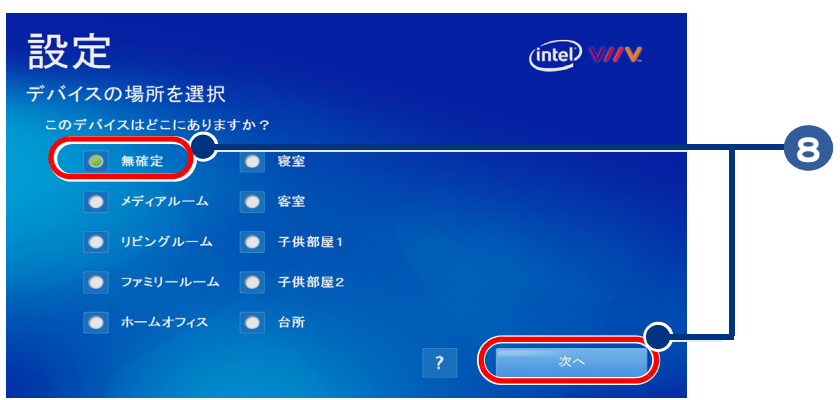 設定
intel VIIV
デバイスの場所を選択
このデバイスはどこにありますか？
8
無確定 寝室
メディアルーム 客室
リビングルーム 子供部屋1
ファミリールーム 子供部屋2
ホームオフィス 台所
? 次へ